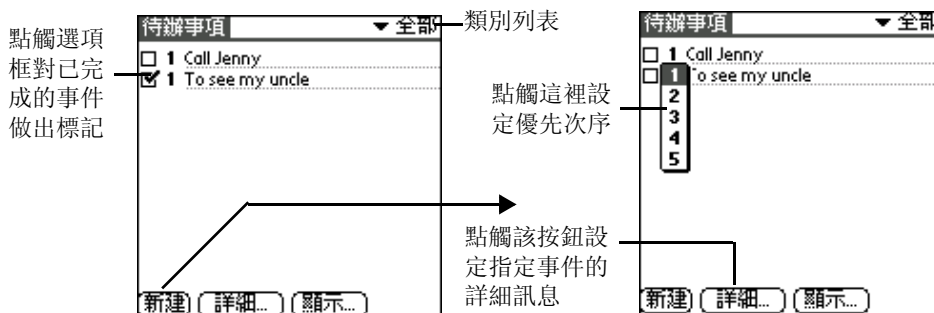 點觸選項
框對已完
成的事件
做出標記
待辦事項 全部
1 Call Jenny
1 To see my uncle
新建 詳細... 顯示...
類別列表
點觸這裡設
定優先次序
點觸該按鈕設
定指定事件的
詳細訊息
待辦事項 全部
1 Call Jenny
1 o see my uncle
2
3
4
5
新建 詳細... 顯示...